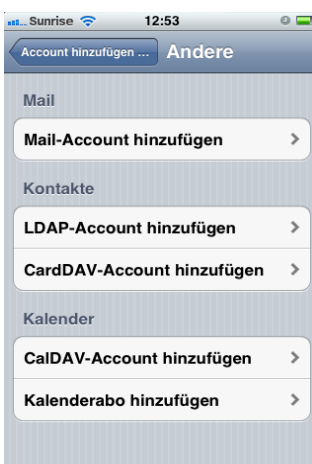 Sunrise 12:53
Account hinzufügen ... Andere
Mail
Mail-Account hinzufügen
Kontakte
LDAP-Account hinzufügen
CardDAV-Account hinzufügen
Kalender
CalDAV-Account hinzufügen
Kalenderabo hinzufügen